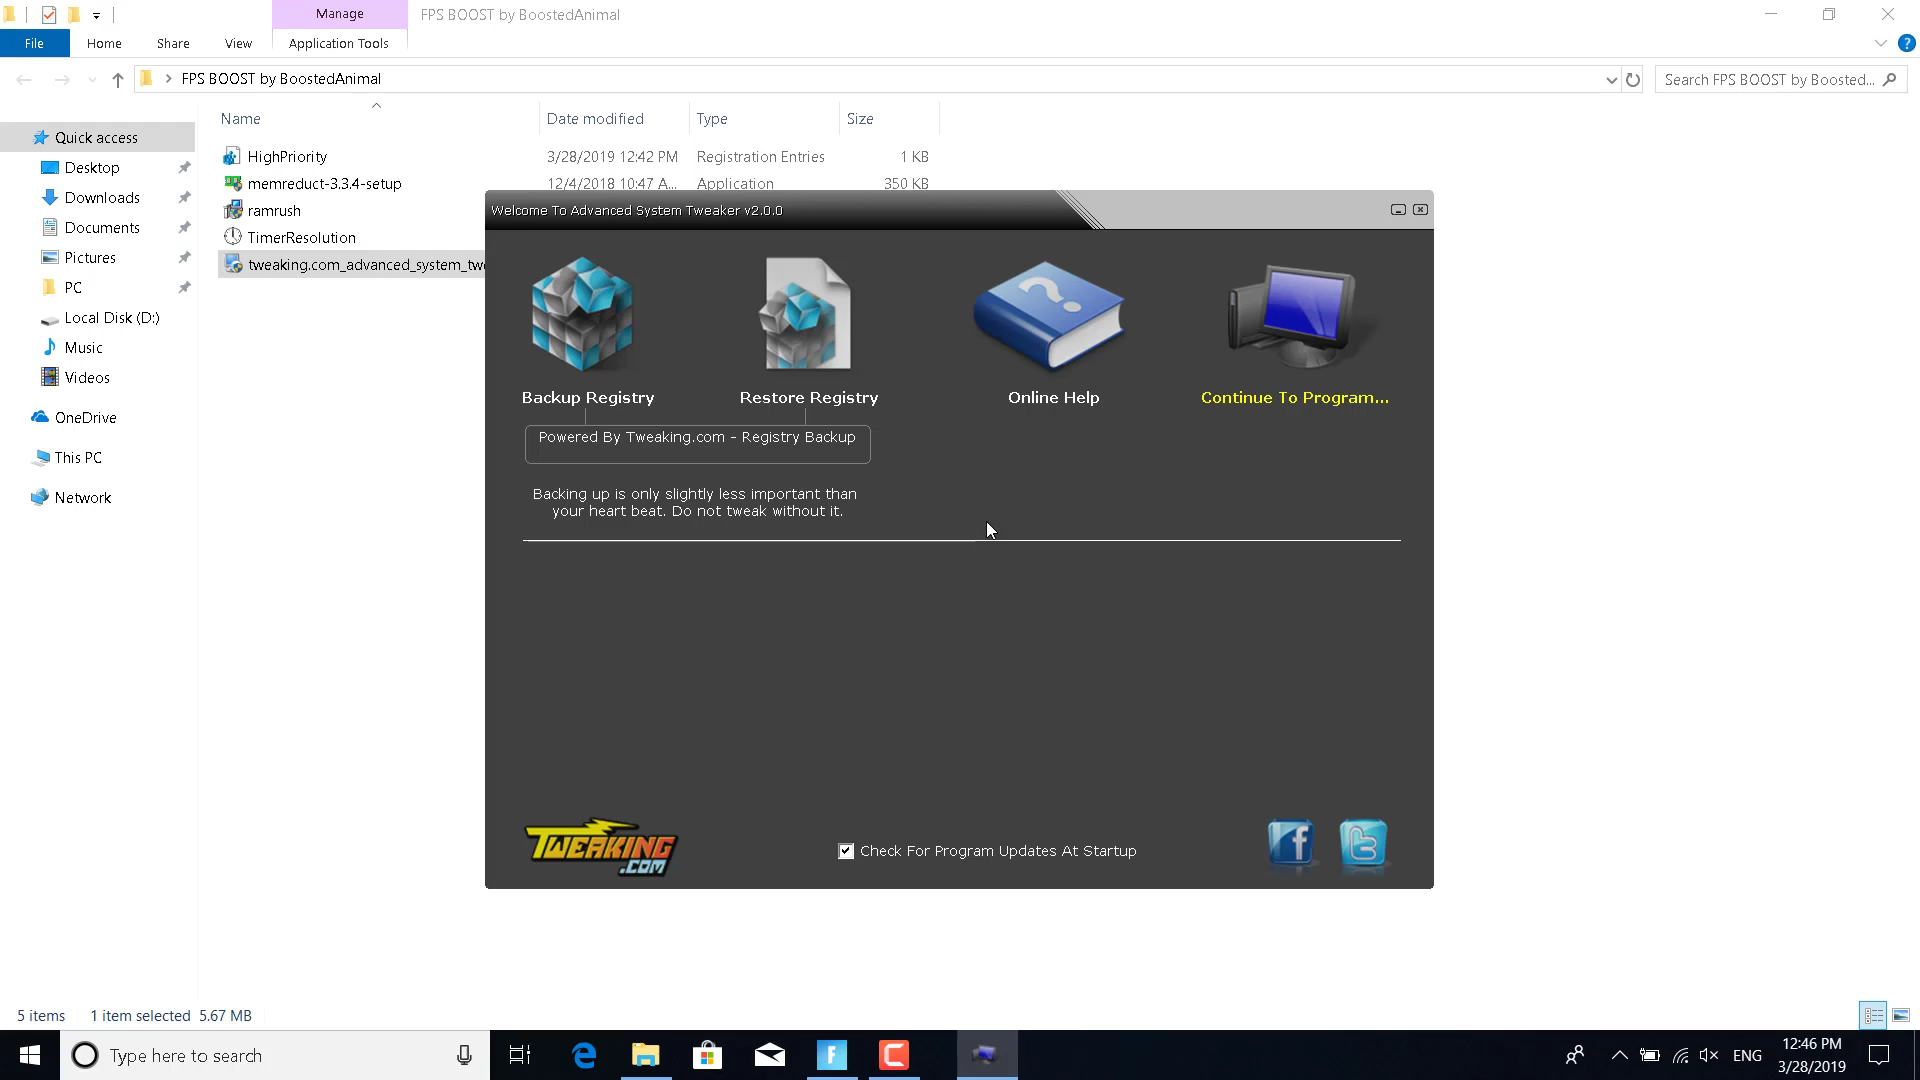 Manage
FPS BOOST by BoostedAnimal
File
Home
Share
View
Application Tools
FPS BOOST by BoostedAnimal
Search FPS BOOST by Boosted...
Name
Date modified
Type
Size
Quick access
Desktop
Downloads
Documents
Pictures
PC
Local Disk (D:)
Music
Videos
OneDrive
This PC
Network
HighPriority
3/28/2019 12:42 PM
Registration Entries
1 KB
memreduct-3.3.4-setup
12/4/2018 10:47 A...
Application
350 KB
ramrush
TimerResolution
tweaking.com_advanced_system_twe
Welcome To Advanced System Tweaker v2.0.0
Backup Registry
Restore Registry
Online Help
Continue To Program...
Powered By Tweaking.com - Registry Backup
Backing up is only slightly less important than
your heart beat. Do not tweak without it.
TWEAKING
.COM
Check For Program Updates At Startup
5 items
1 item selected 5.67 MB
Type here to search
ENG
12:46 PM
3/28/2019